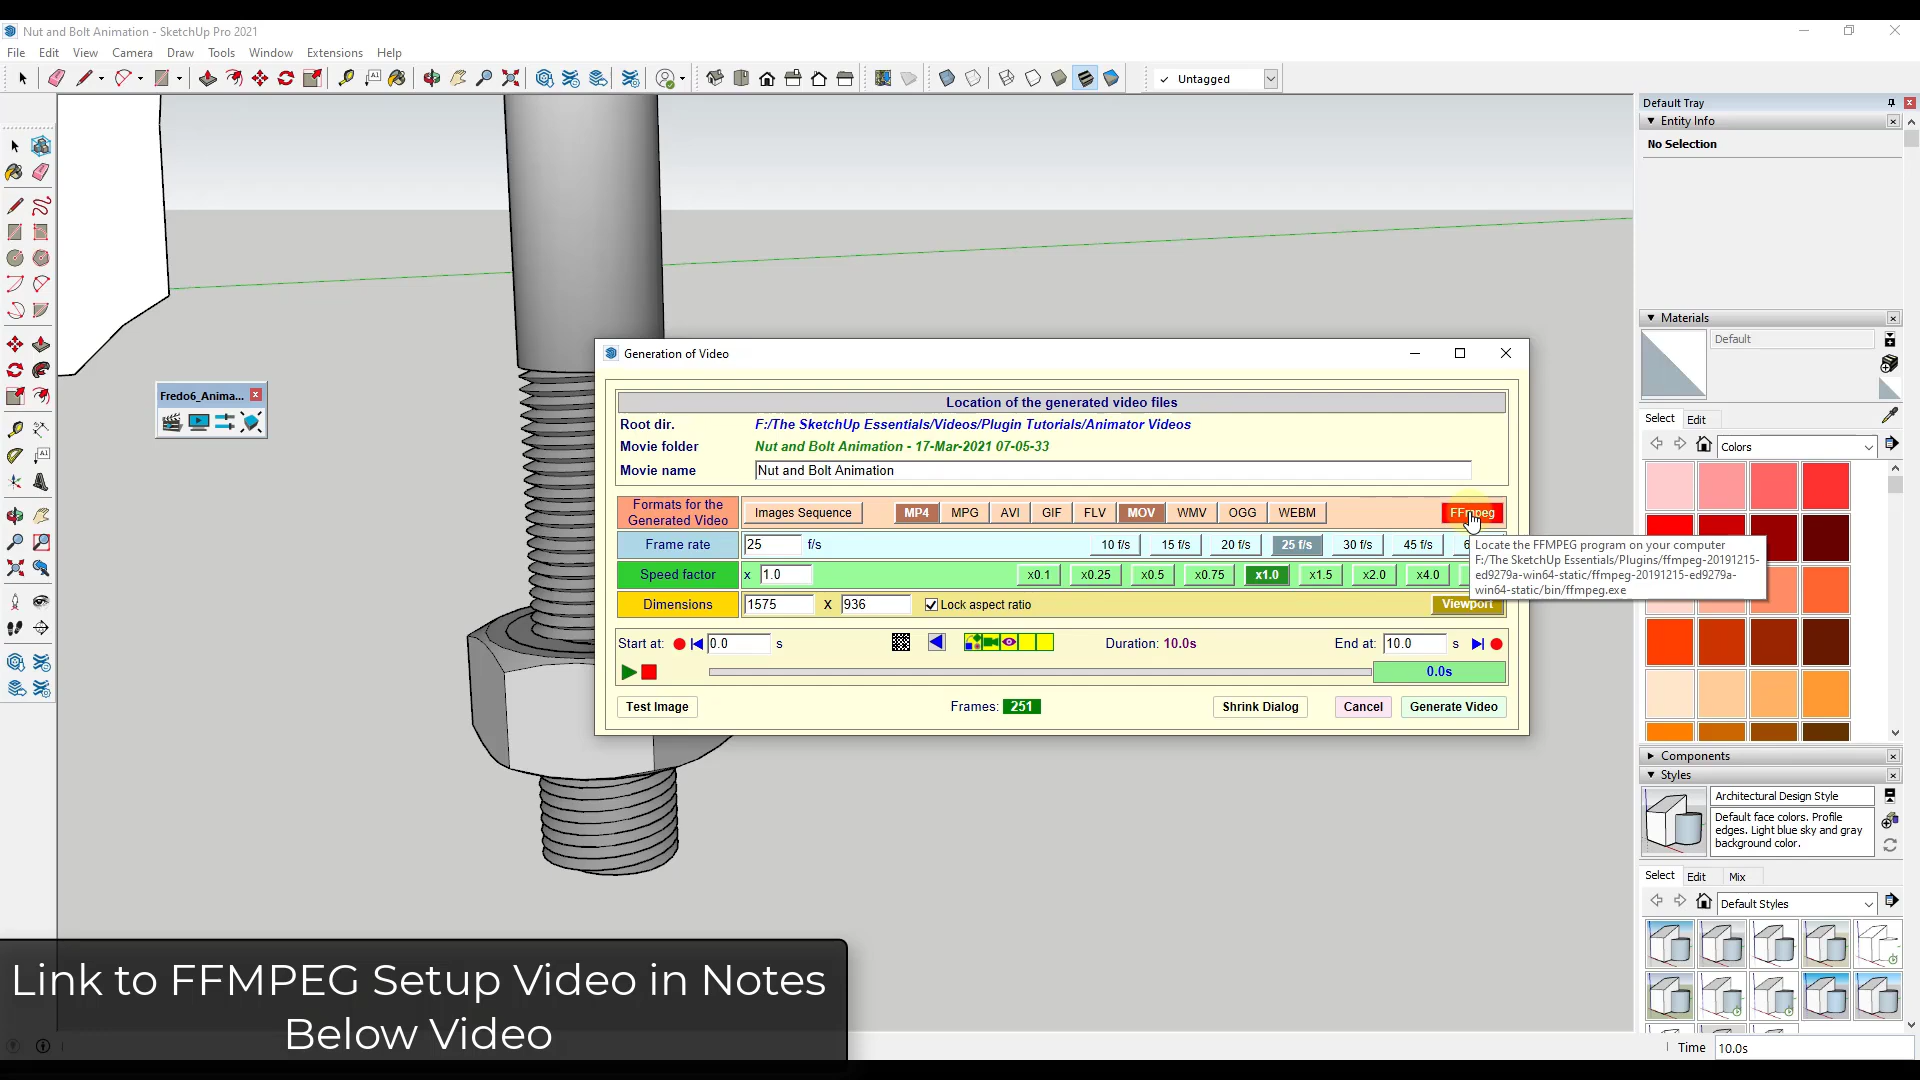 Nut and Bolt Animation - SketchUp Pro 2021
File Edit View Camera Draw Tools Window Extensions Help
Untagged
Default Tray
Entity Info
No Selection
Materials
Default
Select Edit
Colors
Fredo6_Anima...
Generation of Video
Location of the generated video files
Root dir. F:/The SketchUp Essentials/Videos/Plugin Tutorials/Animator Videos
Movie folder Nut and Bolt Animation - 17-Mar-2021 07-05-33
Movie name Nut and Bolt Animation
Formats for the
Generated Video
Images Sequence MP4 MPG AVI GIF FLV MOV WMV OGG WEBM FFmpeg
Frame rate 25 f/s 10 f/s 15 f/s 20 f/s 25 f/s 30 f/s 45 f/s
Speed factor x 1.0 x0.1 x0.25 x0.5 x0.75 x1.0 x1.5 x2.0 x4.0
Dimensions 1575 X 936 Lock aspect ratio Viewport
Locate the FFMPEG program on your computer
F:/The SketchUp Essentials/Plugins/ffmpeg-20191215-
ed9279a-win64-static/ffmpeg-20191215-ed9279a-
win64-static/bin/ffmpeg.exe
Start at: 0.0 s Duration: 10.0s End at: 10.0 s
0.0s
Test Image Frames: 251 Shrink Dialog Cancel Generate Video
Components
Styles
Architectural Design Style
Default face colors. Profile
edges. Light blue sky and gray
background color.
Select Edit Mix
Default Styles
Link to FFMPEG Setup Video in Notes
Below Video
Time 10.0s